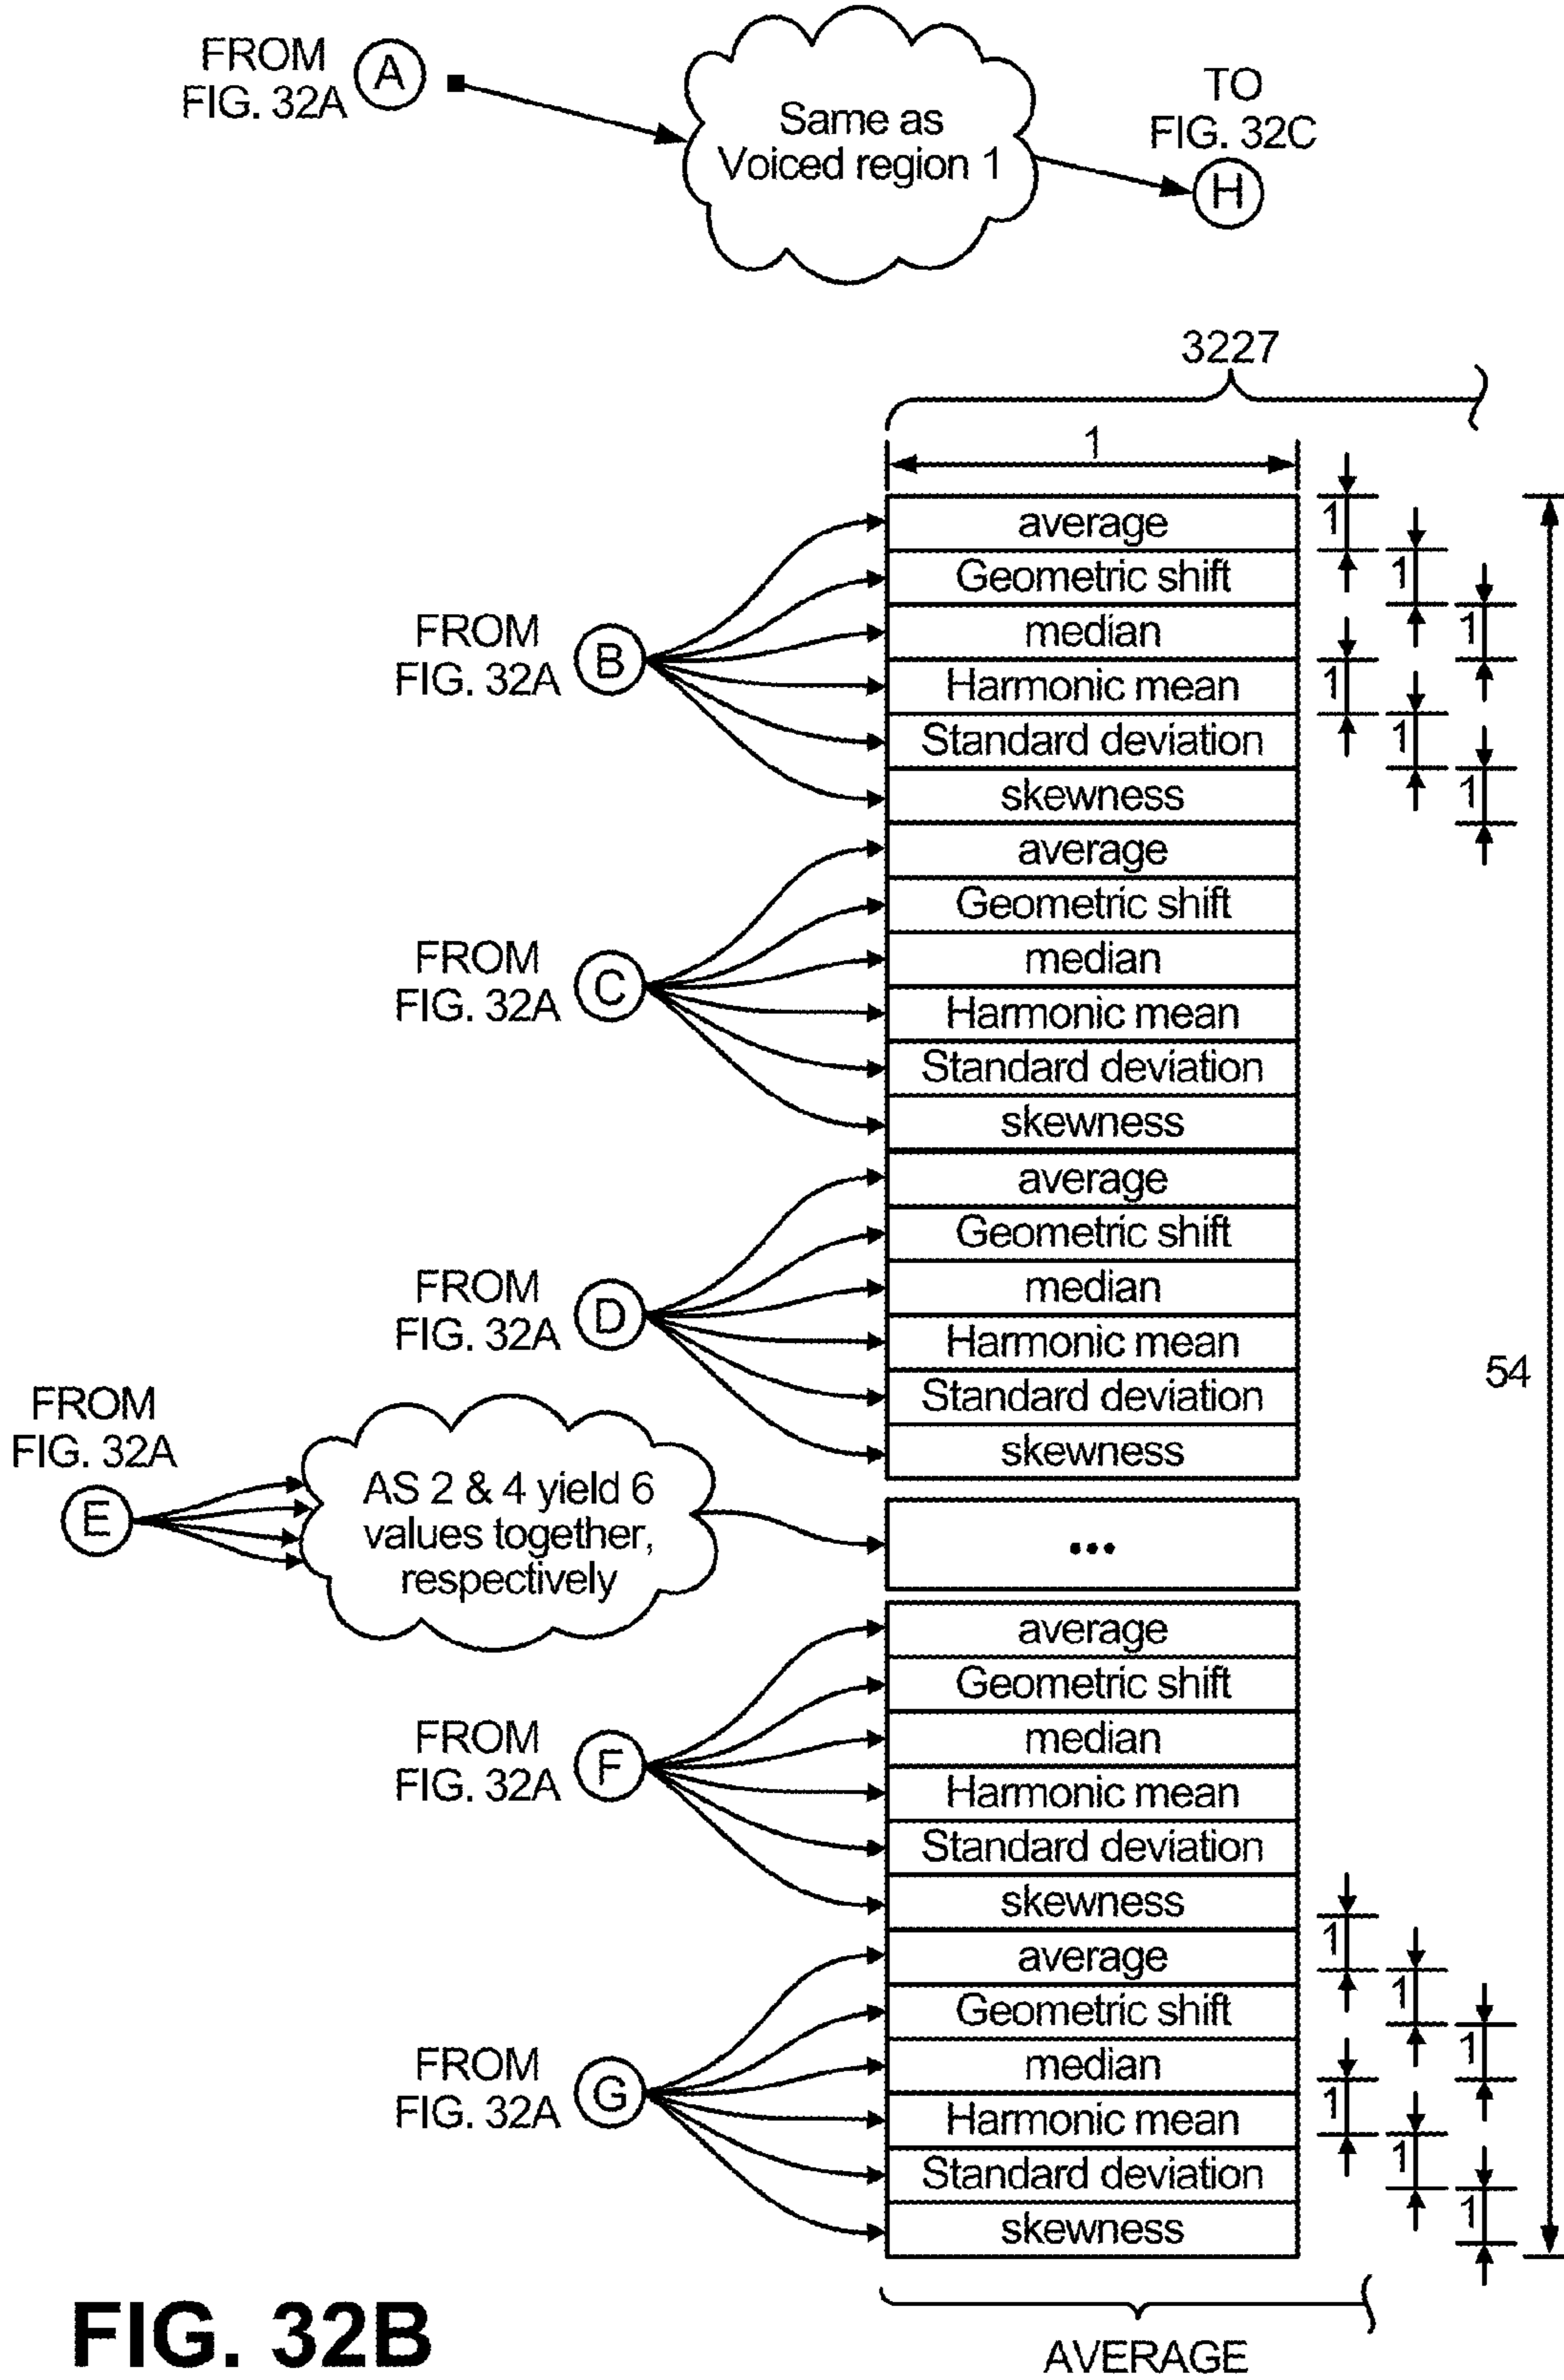 FROM
FIG. 32A
A
Same as
Voiced region 1
TO
FIG. 32C
H
3227
1
average
Geometric shift
median
Harmonic mean
Standard deviation
skewness
1
1
1
1
1
1
FROM
FIG. 32A
B
average
Geometric shift
median
Harmonic mean
Standard deviation
skewness
FROM
FIG. 32A
C
average
Geometric shift
median
Harmonic mean
Standard deviation
skewness
FROM
FIG. 32A
D
54
FROM
FIG. 32A
E
AS 2 & 4 yield 6
values together,
respectively
...
average
Geometric shift
median
Harmonic mean
Standard deviation
skewness
FROM
FIG. 32A
F
average
Geometric shift
median
Harmonic mean
Standard deviation
skewness
1
1
1
1
1
1
FROM
FIG. 32A
G
FIG. 32B
AVERAGE